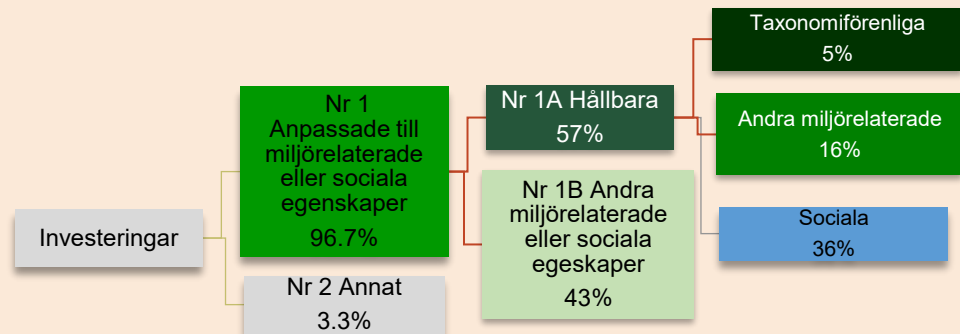 Investeringar
Nr 1
Anpassade till
miljörelaterade
eller sociala
egenskaper
96.7%
Nr 2 Annat
3.3%
Nr 1A Hållbara
57%
Nr 1B Andra
miljörelaterade
eller sociala
egeskaper
43%
Taxonomiförenliga
5%
Andra miljörelaterade
16%
Sociala
36%